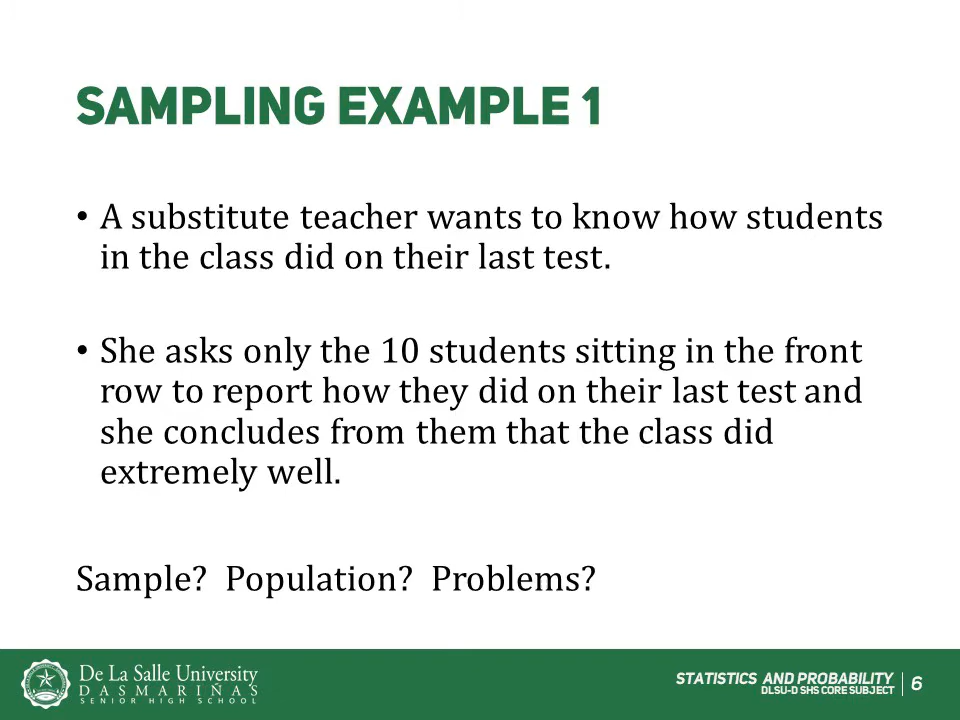 SAMPLING EXAMPLE 1
• A substitute teacher wants to know how students
in the class did on their last test.
• She asks only the 10 students sitting in the front
row to report how they did on their last test and
she concludes from them that the class did
extremely well.
Sample?  Population?  Problems?
De La Salle University
DASMARIÑAS
SENIOR HIGH SCHOOL
STATISTICS AND PROBABILITY
DLSU-D SHS CORE SUBJECT
6